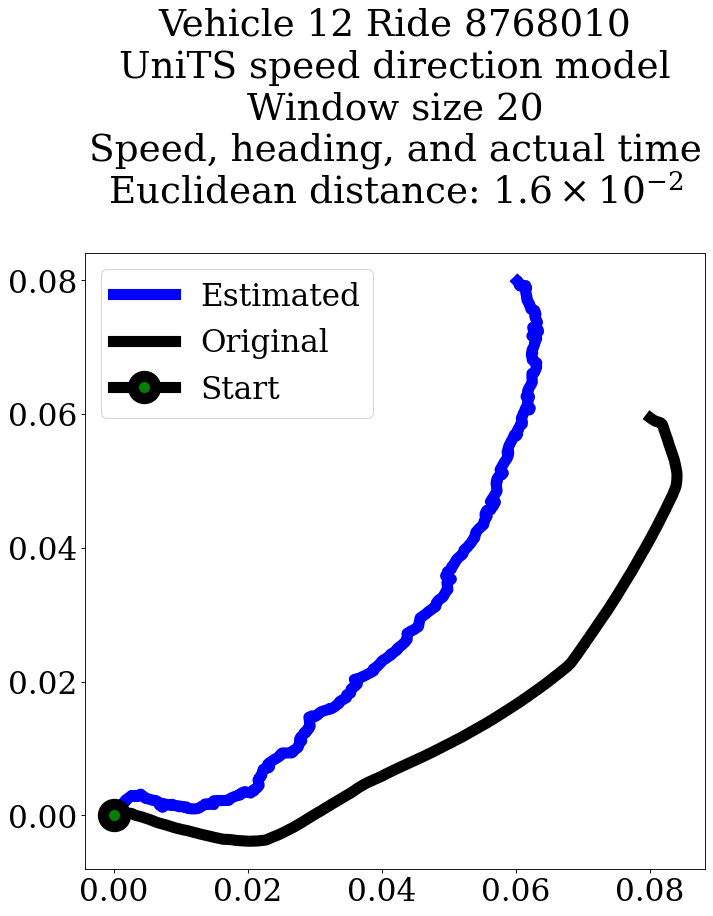 Vehicle 12 Ride 8768010
UniTS speed direction model
Window size 20
Speed, heading, and actual time
Euclidean distance: 1.6 × 10⁻²
Estimated
Original
Start
0.08
0.06
0.04
0.02
0.00
0.00 0.02 0.04 0.06 0.08